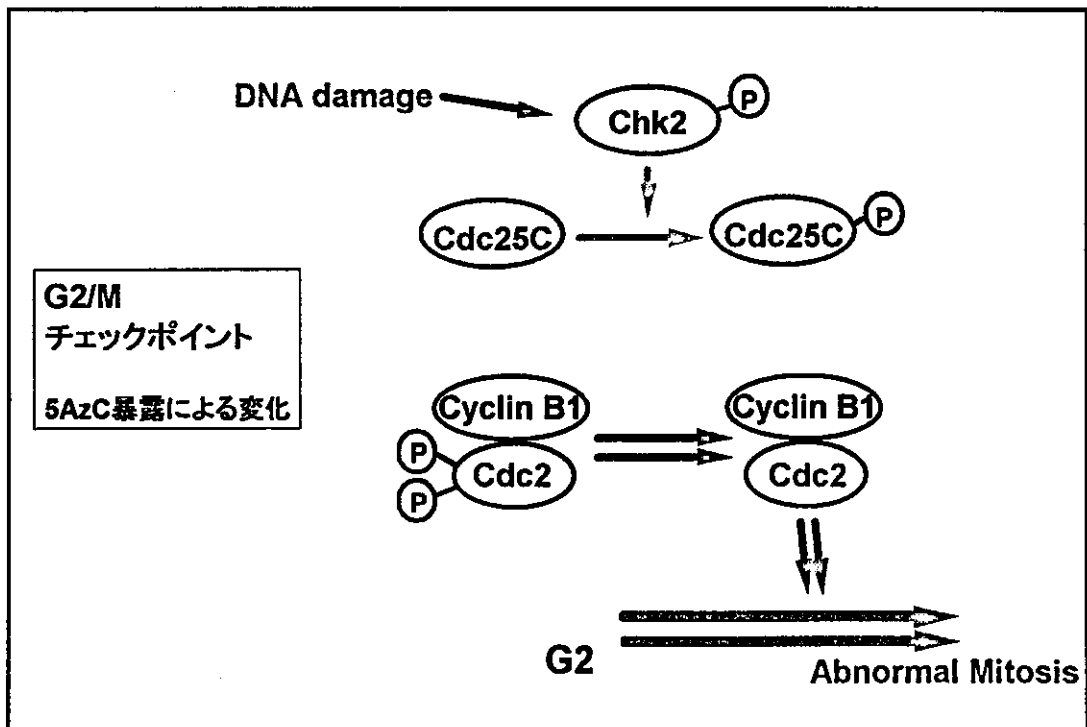 DNA damage
Chk2
P
Cdc25C
Cdc25C
P
G2/M
チェックポイント
5AzC暴露による変化
Cyclin B1
Cyclin B1
P
Cdc2
Cdc2
P
G2
Abnormal Mitosis